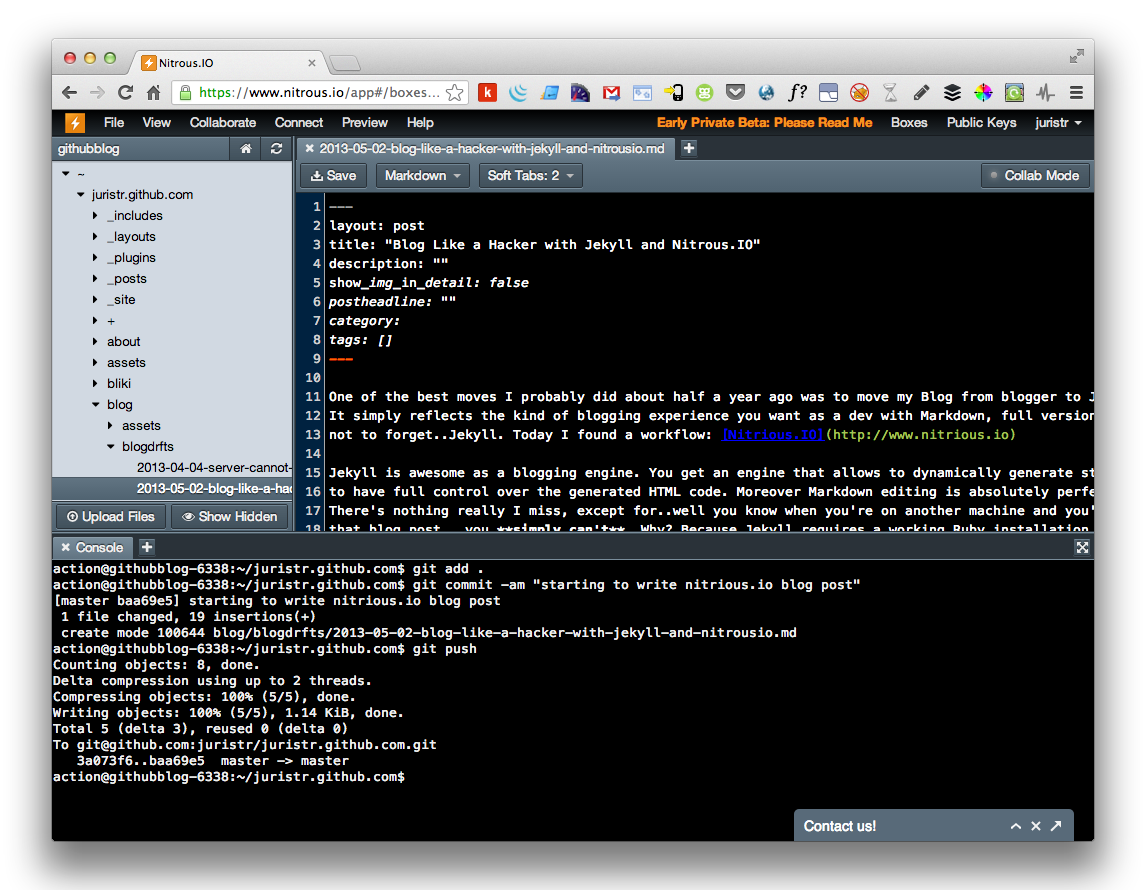 Nitrous.IO
https://www.nitrous.io/app#/boxes...
k
f?
File View Collaborate Connect Preview Help Early Private Beta: Please Read Me Boxes Public Keys juristr
githubblog
2013-05-02-blog-like-a-hacker-with-jekyll-and-nitrousio.md
Save Markdown Soft Tabs: 2 Collab Mode
~
juristr.github.com
_includes
_layouts
_plugins
_posts
_site
+
about
assets
bliki
blog
assets
blogdrfts
2013-04-04-server-cannot-
2013-05-02-blog-like-a-hac
Upload Files Show Hidden
1 ---
2 layout: post
3 title: "Blog Like a Hacker with Jekyll and Nitrous.IO"
4 description: ""
5 show_img_in_detail: false
6 postheadline: ""
7 category:
8 tags: []
9 ---
10
11 One of the best moves I probably did about half a year ago was to move my Blog from blogger to J
12 It simply reflects the kind of blogging experience you want as a dev with Markdown, full version
13 not to forget..Jekyll. Today I found a workflow: [Nitrious.IO](http://www.nitrious.io)
14
15 Jekyll is awesome as a blogging engine. You get an engine that allows to dynamically generate st
16 to have full control over the generated HTML code. Moreover Markdown editing is absolutely perfe
17 There's nothing really I miss, except for..well you know when you're on another machine and you'
18 that blog post...you **simply can't**. Why? Because Jekyll requires a working Ruby installation
Console
action@githubblog-6338:~/juristr.github.com$ git add .
action@githubblog-6338:~/juristr.github.com$ git commit -am "starting to write nitrious.io blog post"
[master baa69e5] starting to write nitrious.io blog post
1 file changed, 19 insertions(+)
create mode 100644 blog/blogdrfts/2013-05-02-blog-like-a-hacker-with-jekyll-and-nitrousio.md
action@githubblog-6338:~/juristr.github.com$ git push
Counting objects: 8, done.
Delta compression using up to 2 threads.
Compressing objects: 100% (5/5), done.
Writing objects: 100% (5/5), 1.14 KiB, done.
Total 5 (delta 3), reused 0 (delta 0)
To git@github.com:juristr/juristr.github.com.git
3a073f6..baa69e5 master -> master
action@githubblog-6338:~/juristr.github.com$
Contact us!